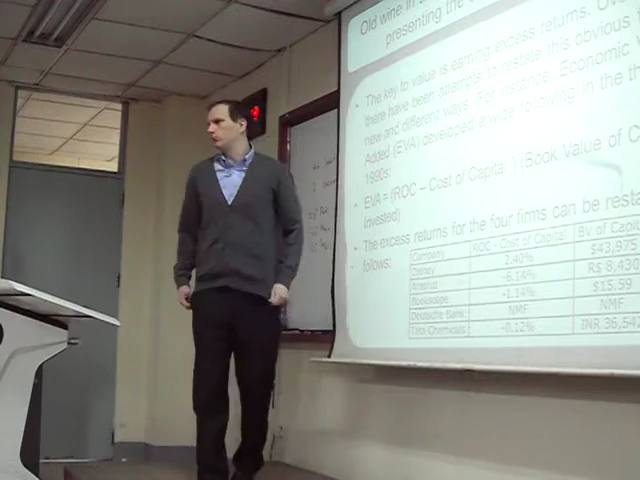 Old wine in
presenting the
• The key to value is earning excess returns. Ov
there have been attempts to restate this obvious
new and different ways. For instance, Economic
Added (EVA) developed a wide following in the th
1990s:
• EVA = (ROC – Cost of Capital ) (Book Value of C
Invested)
• The excess returns for the four firms can be resta
follows:
Company ROC - Cost of Capital BV of Capit
Disney 2.40% $43,975
Aracruz -6.14% R$ 8,43
Bookscape -1.14% $15.59
Deutsche Bank NMF NMF
Tata Chemicals -0.12% INR 36,54